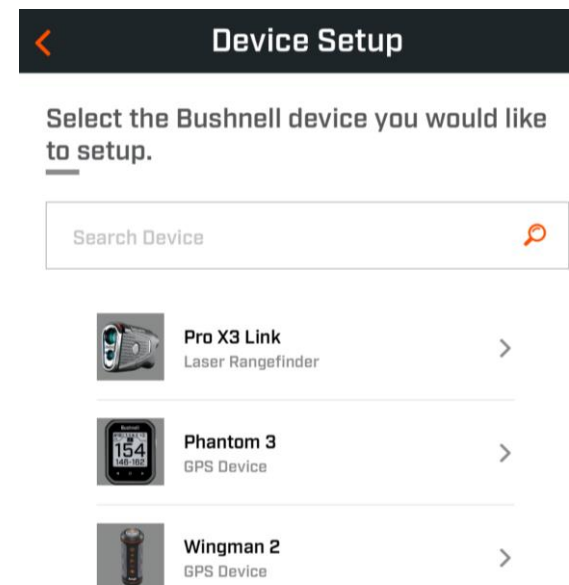 Device Setup
Select the Bushnell device you would like
to setup.
Search Device
Pro X3 Link
Laser Rangefinder
Bushnell
154
146-162
Phantom 3
GPS Device
Wingman 2
GPS Device